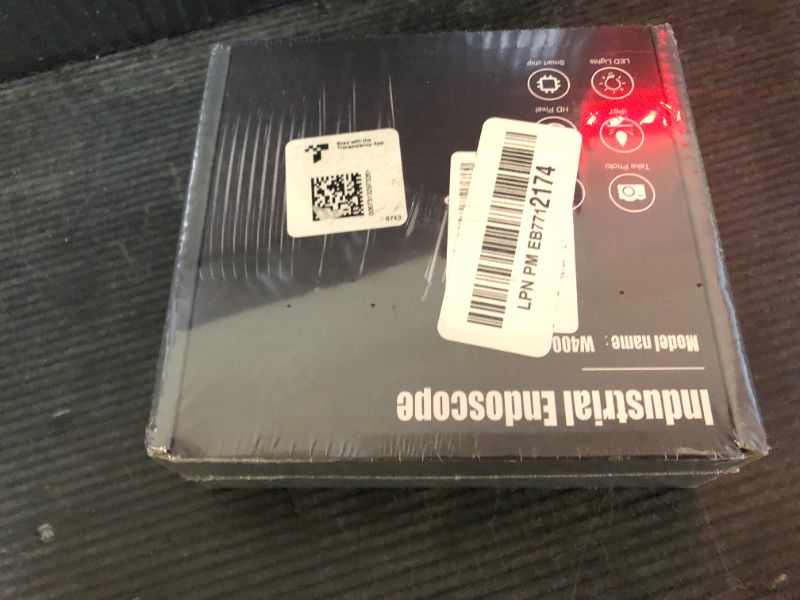 Industrial Endoscope
Model name : W400
Take Photo
IP67
HD Pixel
LED Lights
Smart chip
LPN PM EB7712174
Scan with the
Transparency App
8743